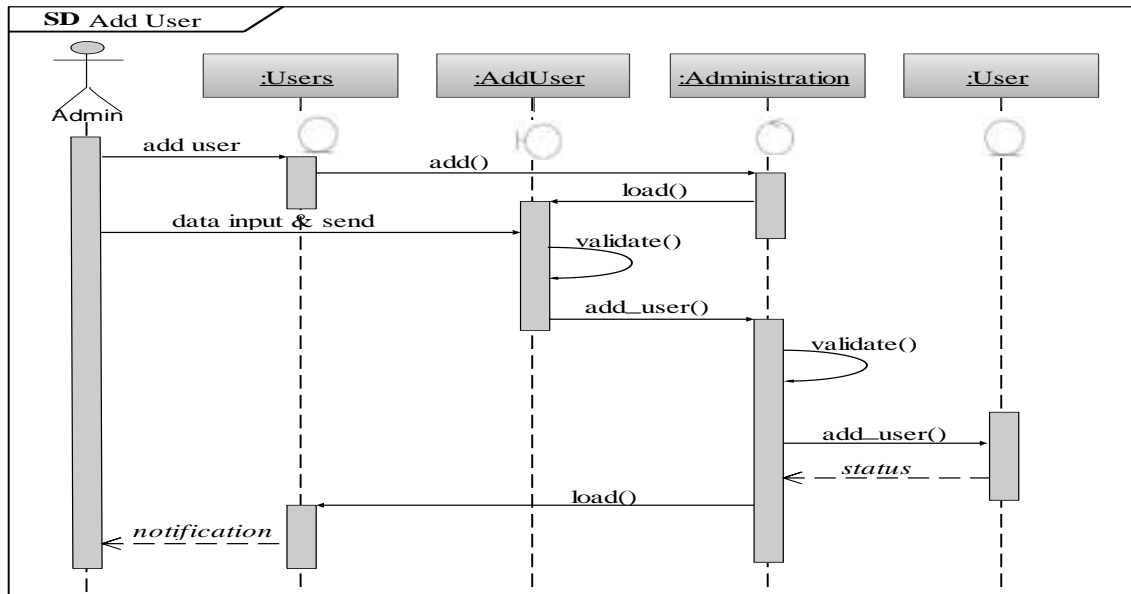 SD Add User
Admin
:Users
:AddUser
:Administration
:User
add user
add()
load()
data input & send
validate()
add_user()
validate()
add_user()
status
load()
notification